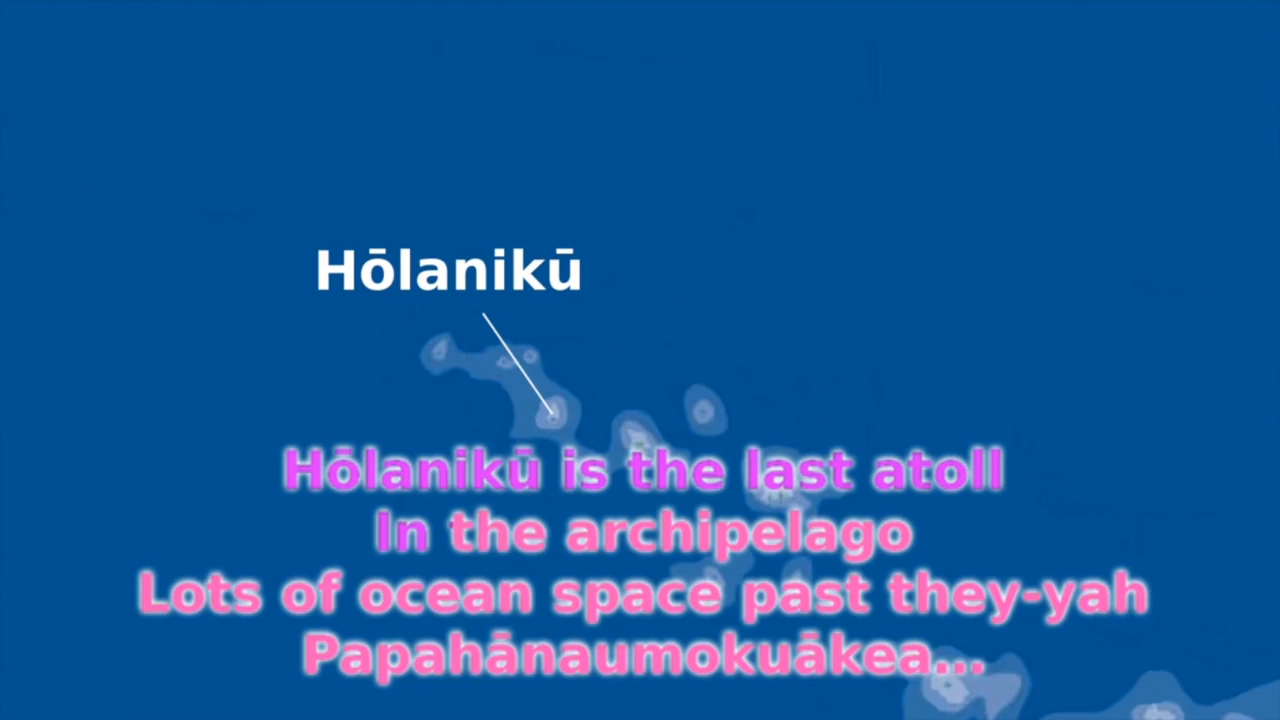 Hōlanikū
Hōlanikū is the last atoll
In the archipelago
Lots of ocean space past they-yah
Papahānaumokuākea...